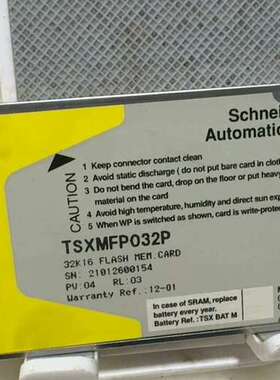 Schnei
Automatic
CAUTION
1 Keep connector contact clean
2 Avoid static discharge ( do not put bare card in cloth
3 Do not bend the card, drop on the floor or put heavy
material on the card
4 Avoid high temperature, humidity and direct sun exp
5 When WP is switched as shown, card is write-prote
TSXMFP032P
32K16 FLASH MEM.CARD
SN: 21012600154
PV:04 RL:03
Warranty Ref.:12-01
In case of SRAM, replace
battery every year.
Battery Ref.:TSX BAT M